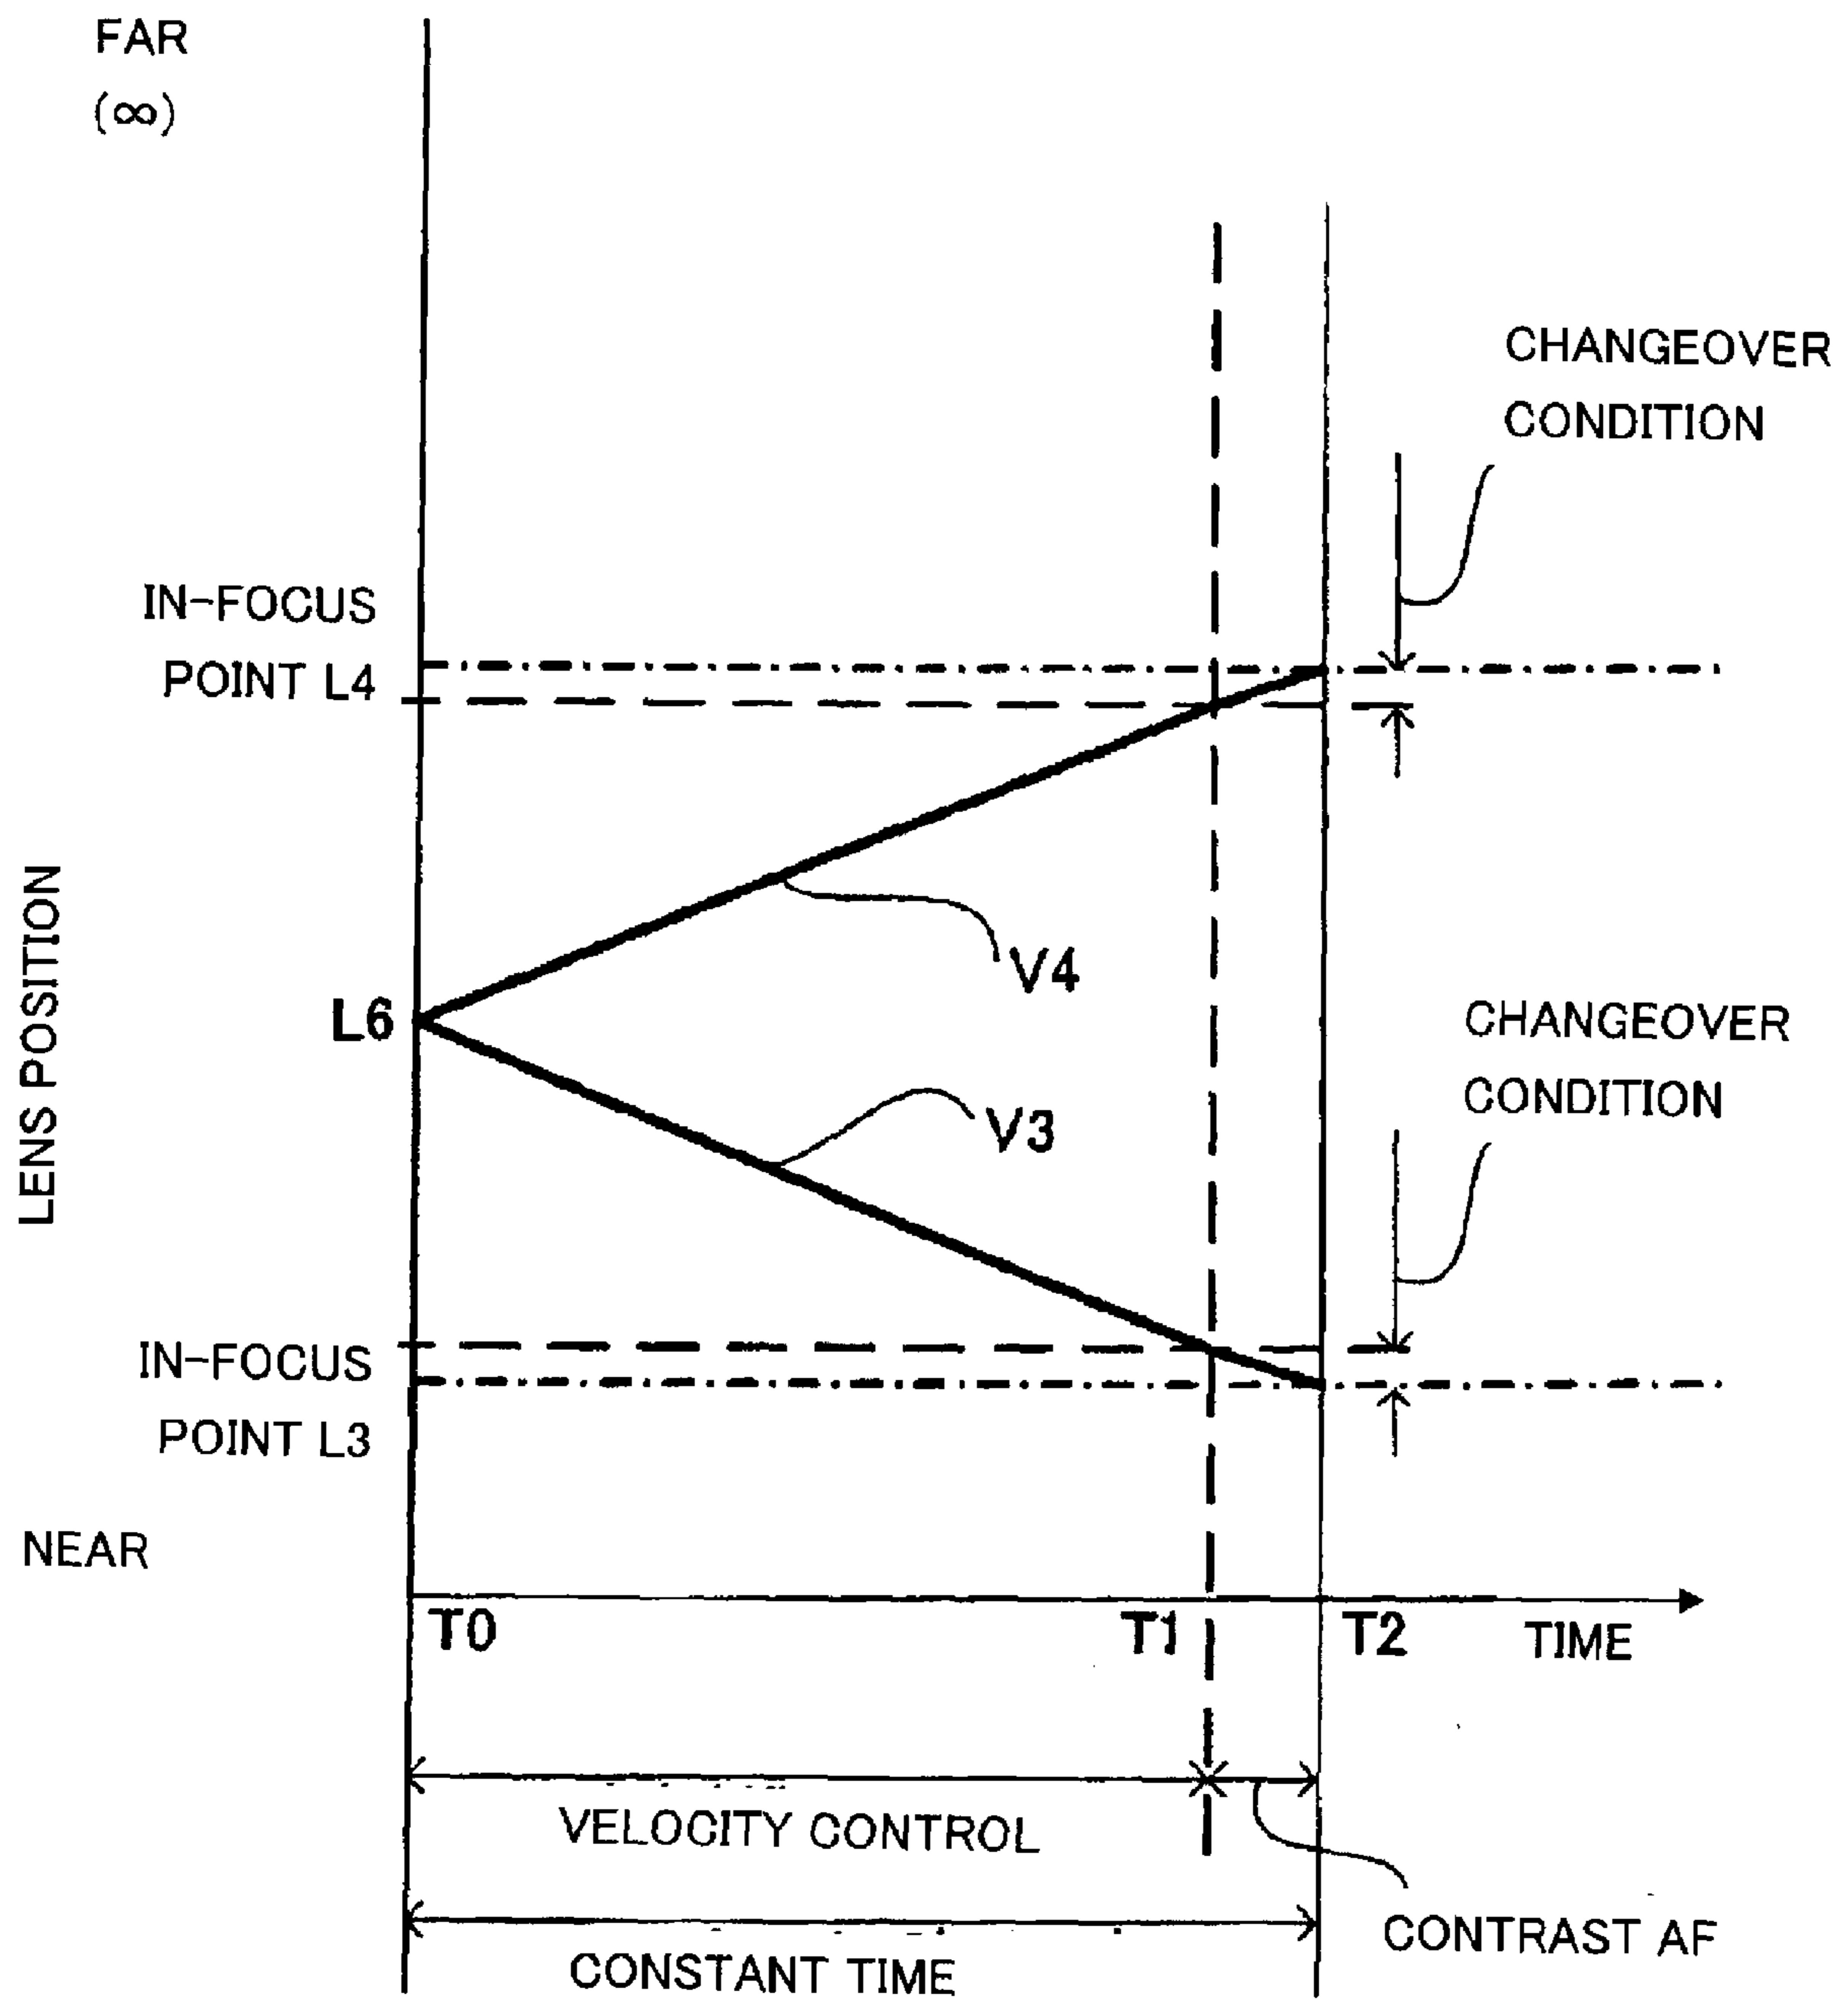 FAR
(∞)
CHANGEOVER
CONDITION
IN-FOCUS
POINT L4
V4
L6
LENS POSITION
CHANGEOVER
CONDITION
V3
IN-FOCUS
POINT L3
NEAR
T0
T1
T2
TIME
VELOCITY CONTROL
CONTRAST AF
CONSTANT TIME